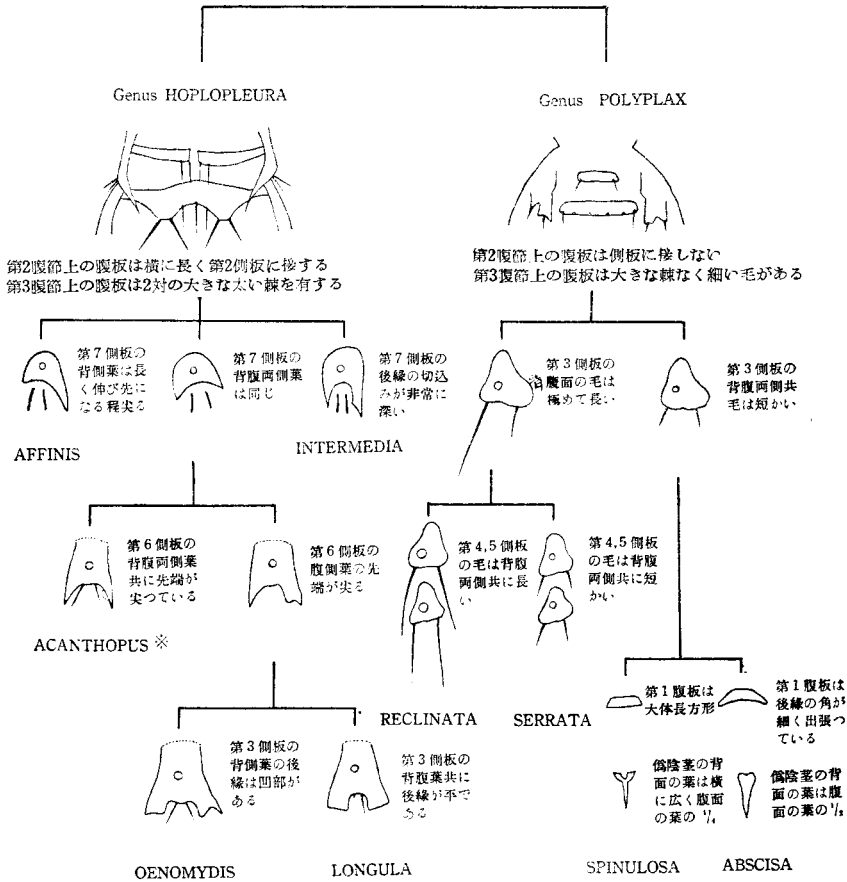 Genus HOPLOPLEURA
Genus POLYPLAX
第2腹節上の腹板は横に長く第2側板に接する
第3腹節上の腹板は2対の大きな太い棘を有する
第2腹節上の腹板は側板に接しない
第3腹節上の腹板は大きな棘なく細い毛がある
第7側板の
背側葉は長
く伸び先に
なる程尖る
AFFINIS
第7側板の
背腹両側葉
は同じ
第7側板の
後縁の切込
みが非常に
深い
INTERMEDIA
第3側板の
腹面の毛は
極めて長い
第3側板の
背腹両側共
毛は短かい
第6側板の
背腹両側葉
共に先端が
尖つている
ACANTHOPUS※
第6側板の
腹側葉の先
端が尖る
第4,5側板
の毛は背腹
両側共に長
い
RECLINATA
第4,5側板
の毛は背腹
両側共に短
かい
SERRATA
第3側板の
背側葉の後
縁は凹部が
ある
OENOMYDIS
第3側板の
背腹葉共に
後縁が平で
ある
LONGULA
第1腹板は
大体長方形
第1腹板は
後縁の角が
細く出張つ
ている
偽陰茎の背
面の葉は横
に広く腹面
の葉の1/4
SPINULOSA
偽陰茎の背
面の葉は腹
面の葉の1/2
ABSCISA